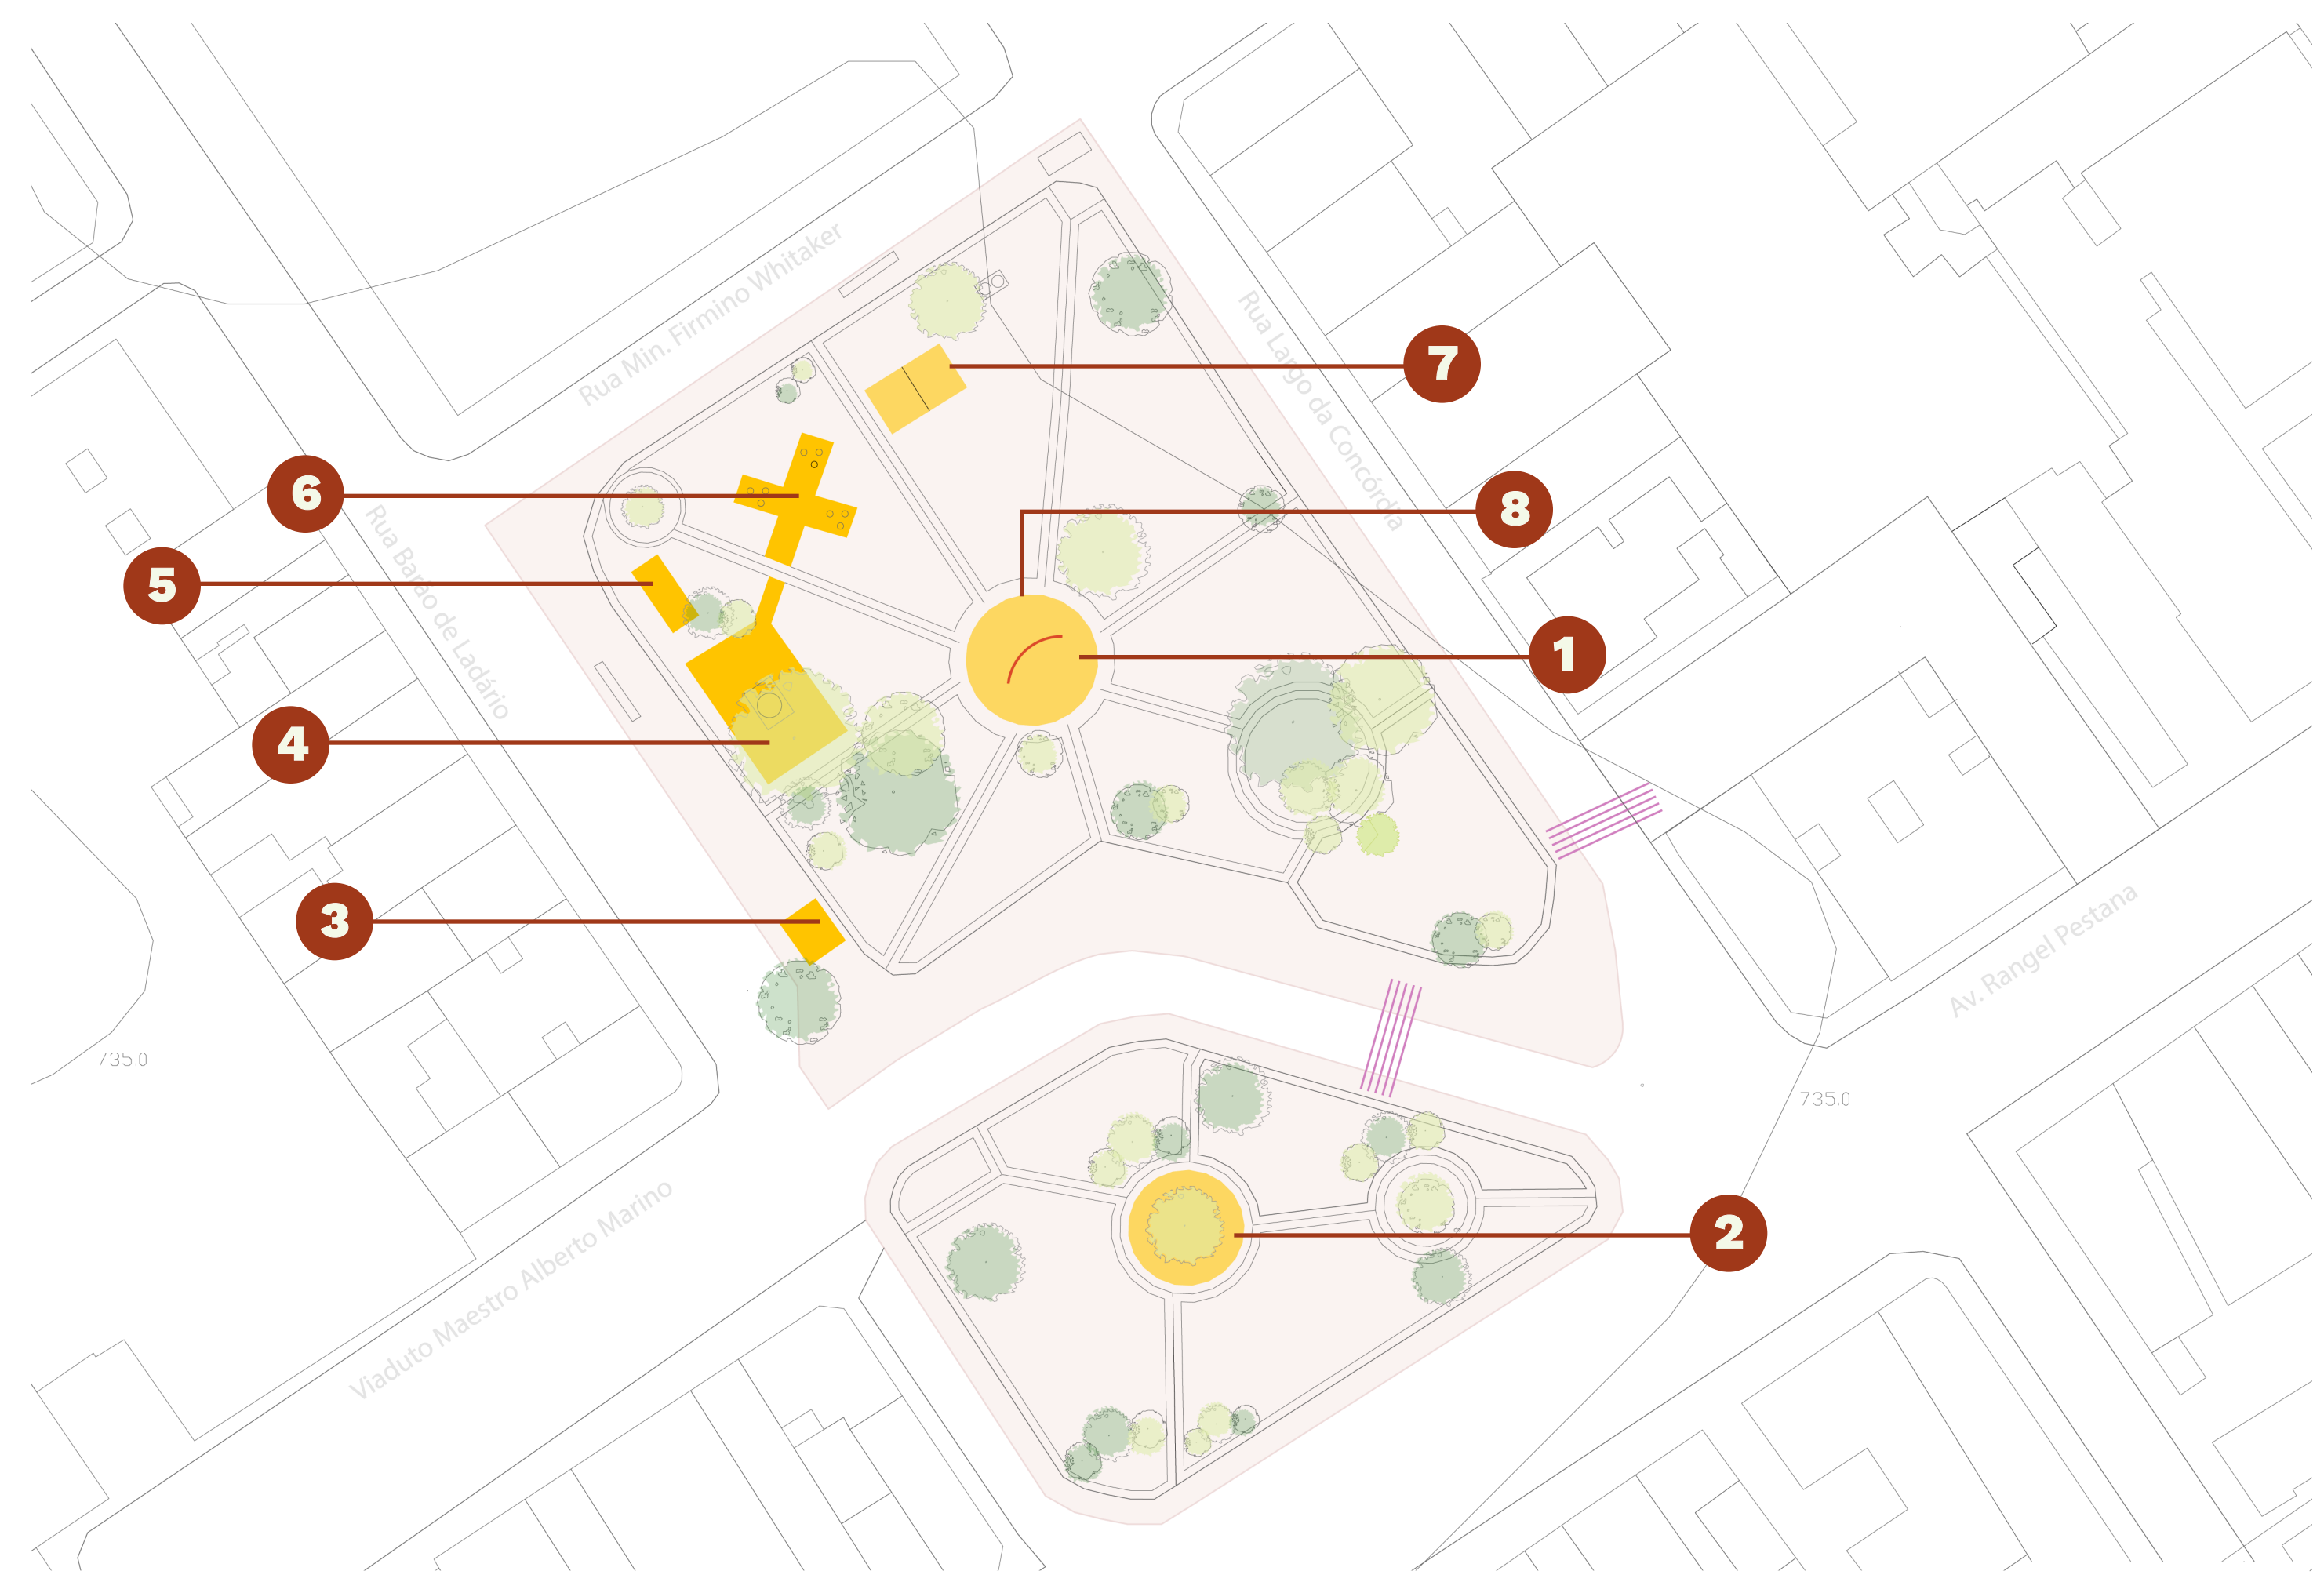 Rua Min. Firmino Whitaker
Rua Largo da Concórdia
7
6
8
5
Rua Barao de Ladário
1
4
3
Av. Rangel Pestana
735 0
735.0
Viaduto Maestro Alberto Marino
2